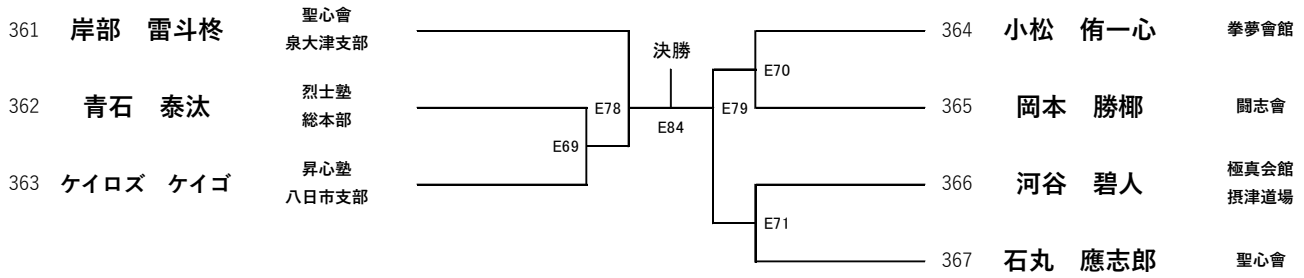 361 岸部 雷斗柊 聖心會
泉大津支部
362 青石 泰汰 烈士塾
総本部
363 ケイロズ ケイゴ 昇心塾
八日市支部
E69
E78
決勝
E84
E79
E70
E71
364 小松 侑一心 拳夢會館
365 岡本 勝椰 闘志會
366 河谷 碧人 極真会館
摂津道場
367 石丸 應志郎 聖心會